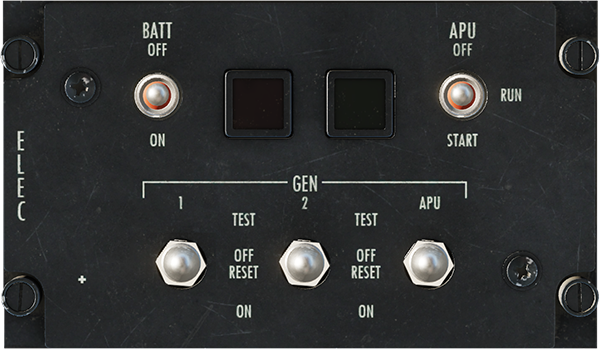 BATT
OFF
APU
OFF
RUN
ON
START
ELEC
GEN
1
2
APU
TEST
TEST
OFF
RESET
OFF
RESET
ON
ON